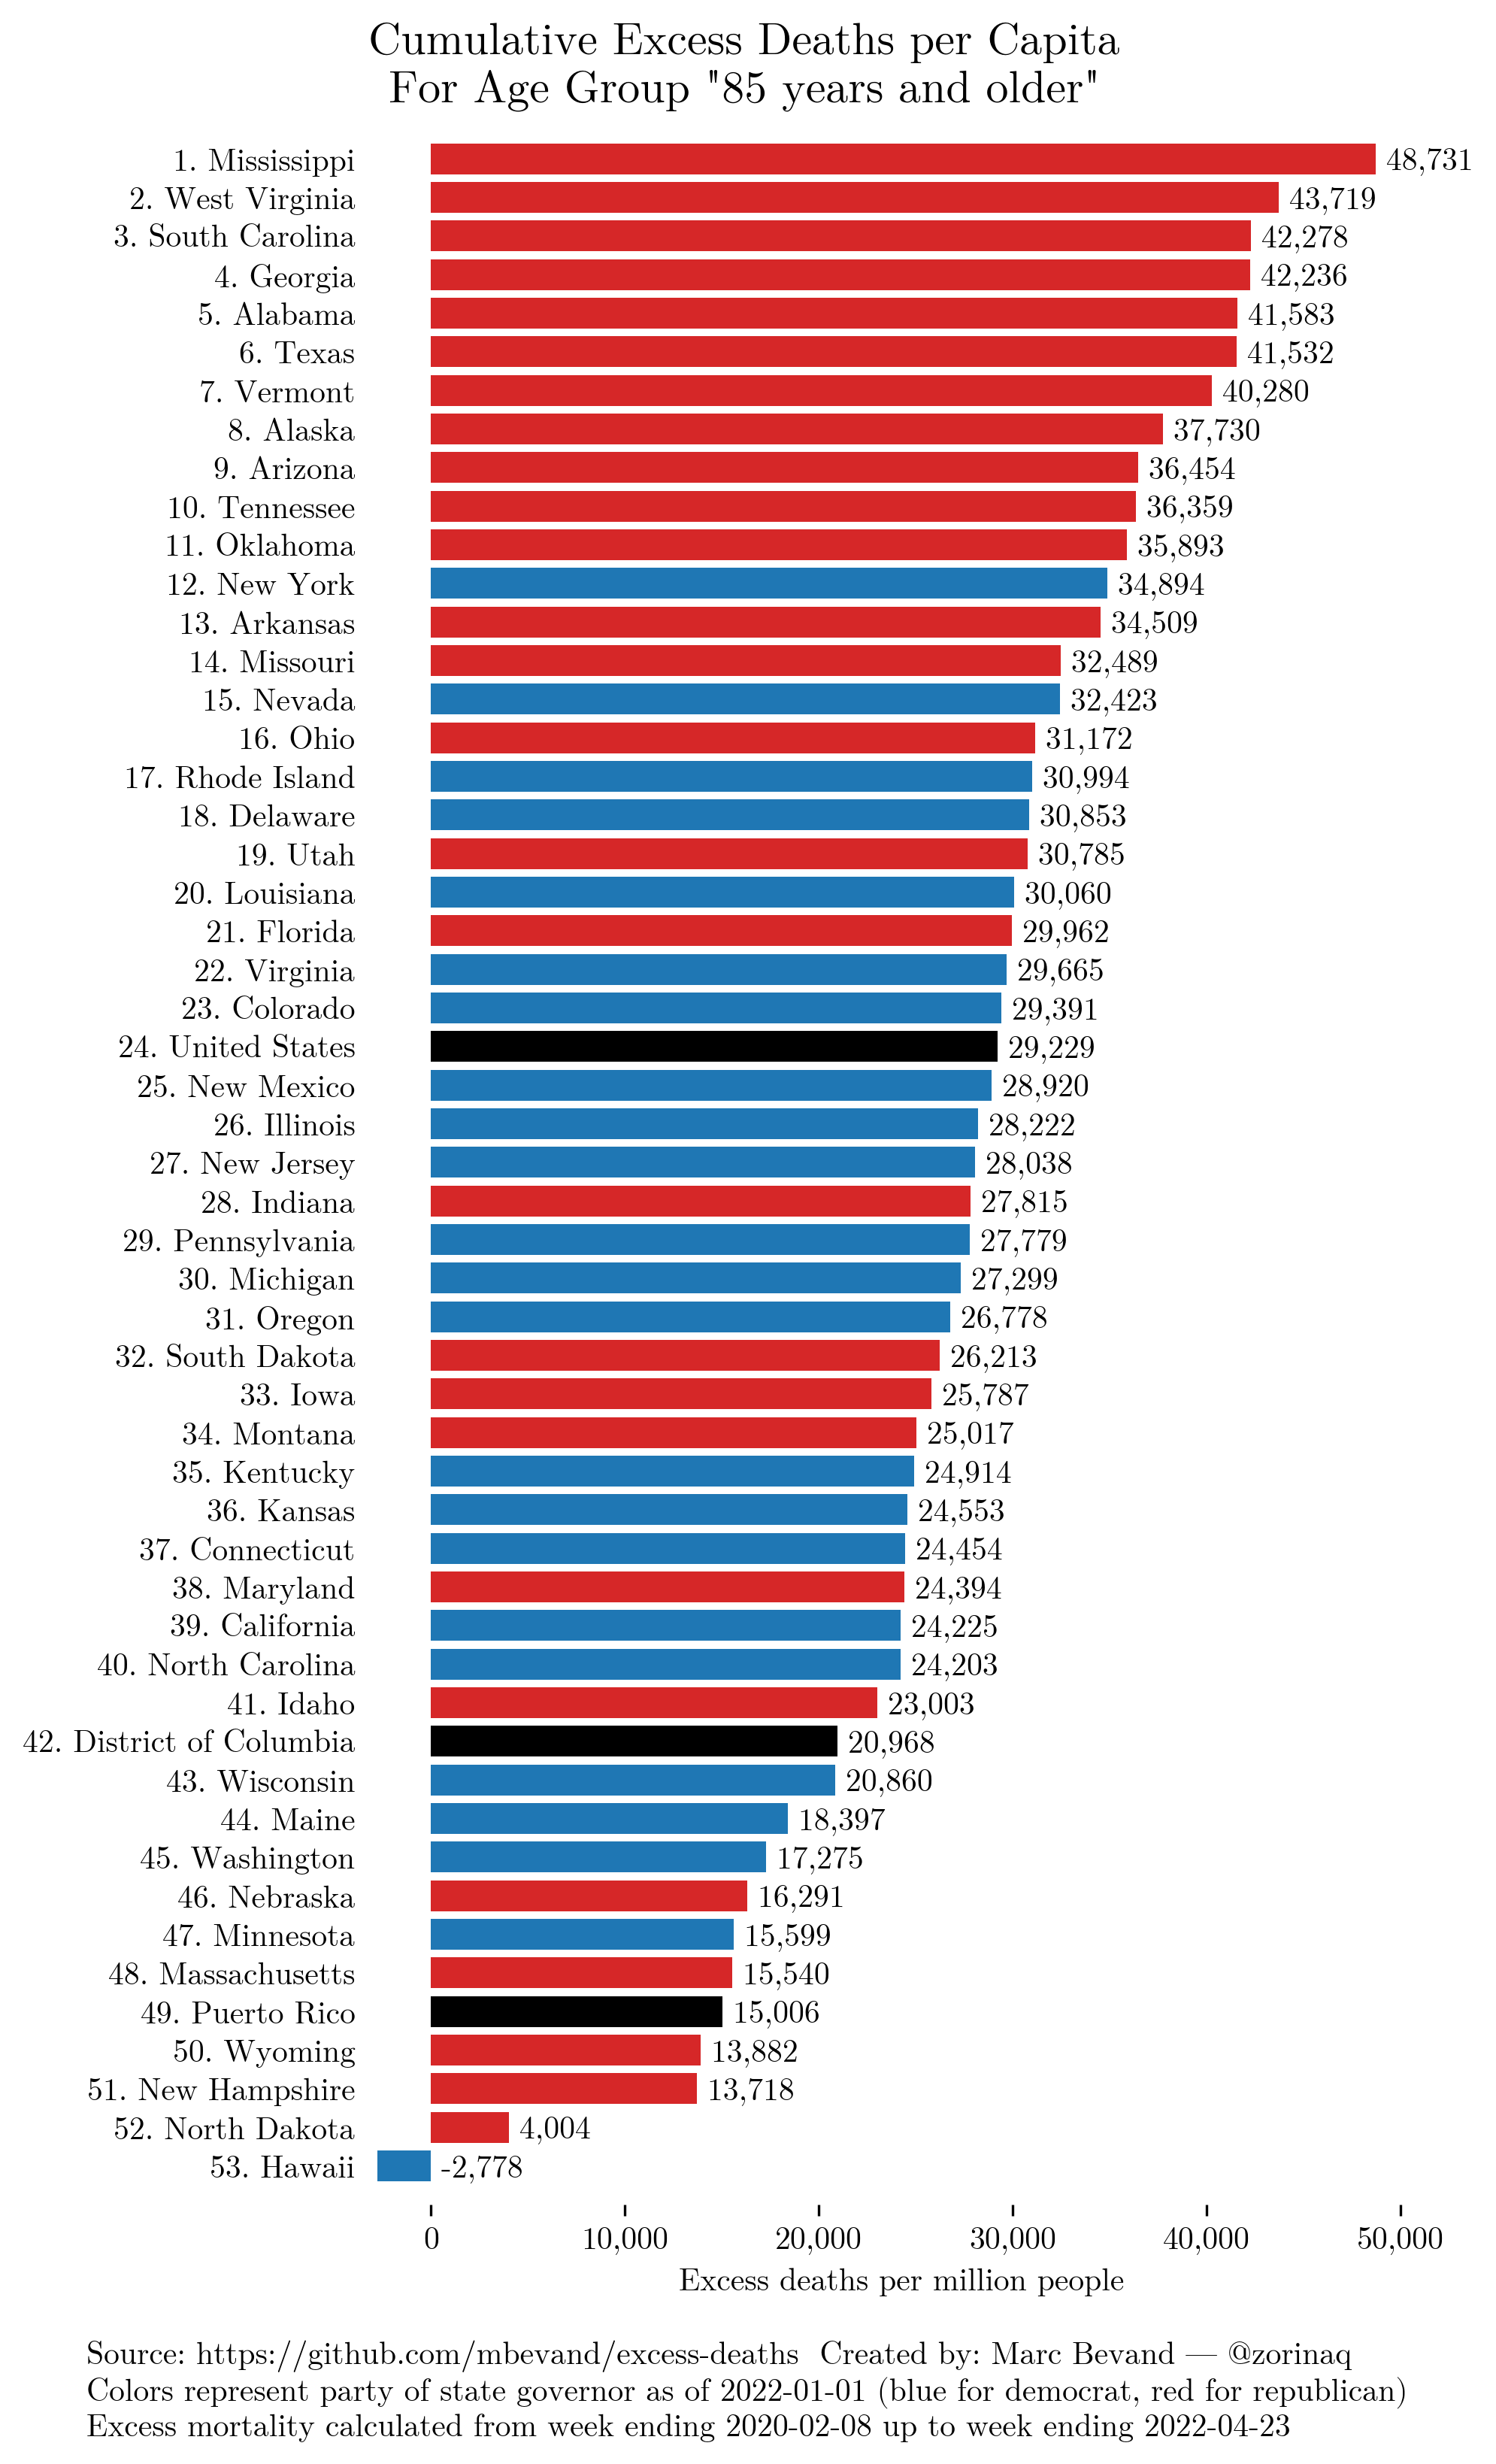 Cumulative Excess Deaths per Capita
For Age Group "85 years and older"
1. Mississippi 48,731
2. West Virginia 43,719
3. South Carolina 42,278
4. Georgia 42,236
5. Alabama 41,583
6. Texas 41,532
7. Vermont 40,280
8. Alaska 37,730
9. Arizona 36,454
10. Tennessee 36,359
11. Oklahoma 35,893
12. New York 34,894
13. Arkansas 34,509
14. Missouri 32,489
15. Nevada 32,423
16. Ohio 31,172
17. Rhode Island 30,994
18. Delaware 30,853
19. Utah 30,785
20. Louisiana 30,060
21. Florida 29,962
22. Virginia 29,665
23. Colorado 29,391
24. United States 29,229
25. New Mexico 28,920
26. Illinois 28,222
27. New Jersey 28,038
28. Indiana 27,815
29. Pennsylvania 27,779
30. Michigan 27,299
31. Oregon 26,778
32. South Dakota 26,213
33. Iowa 25,787
34. Montana 25,017
35. Kentucky 24,914
36. Kansas 24,553
37. Connecticut 24,454
38. Maryland 24,394
39. California 24,225
40. North Carolina 24,203
41. Idaho 23,003
42. District of Columbia 20,968
43. Wisconsin 20,860
44. Maine 18,397
45. Washington 17,275
46. Nebraska 16,291
47. Minnesota 15,599
48. Massachusetts 15,540
49. Puerto Rico 15,006
50. Wyoming 13,882
51. New Hampshire 13,718
52. North Dakota 4,004
53. Hawaii -2,778
0 10,000 20,000 30,000 40,000 50,000
Excess deaths per million people
Source: https://github.com/mbevand/excess-deaths Created by: Marc Bevand — @zorinaq
Colors represent party of state governor as of 2022-01-01 (blue for democrat, red for republican)
Excess mortality calculated from week ending 2020-02-08 up to week ending 2022-04-23